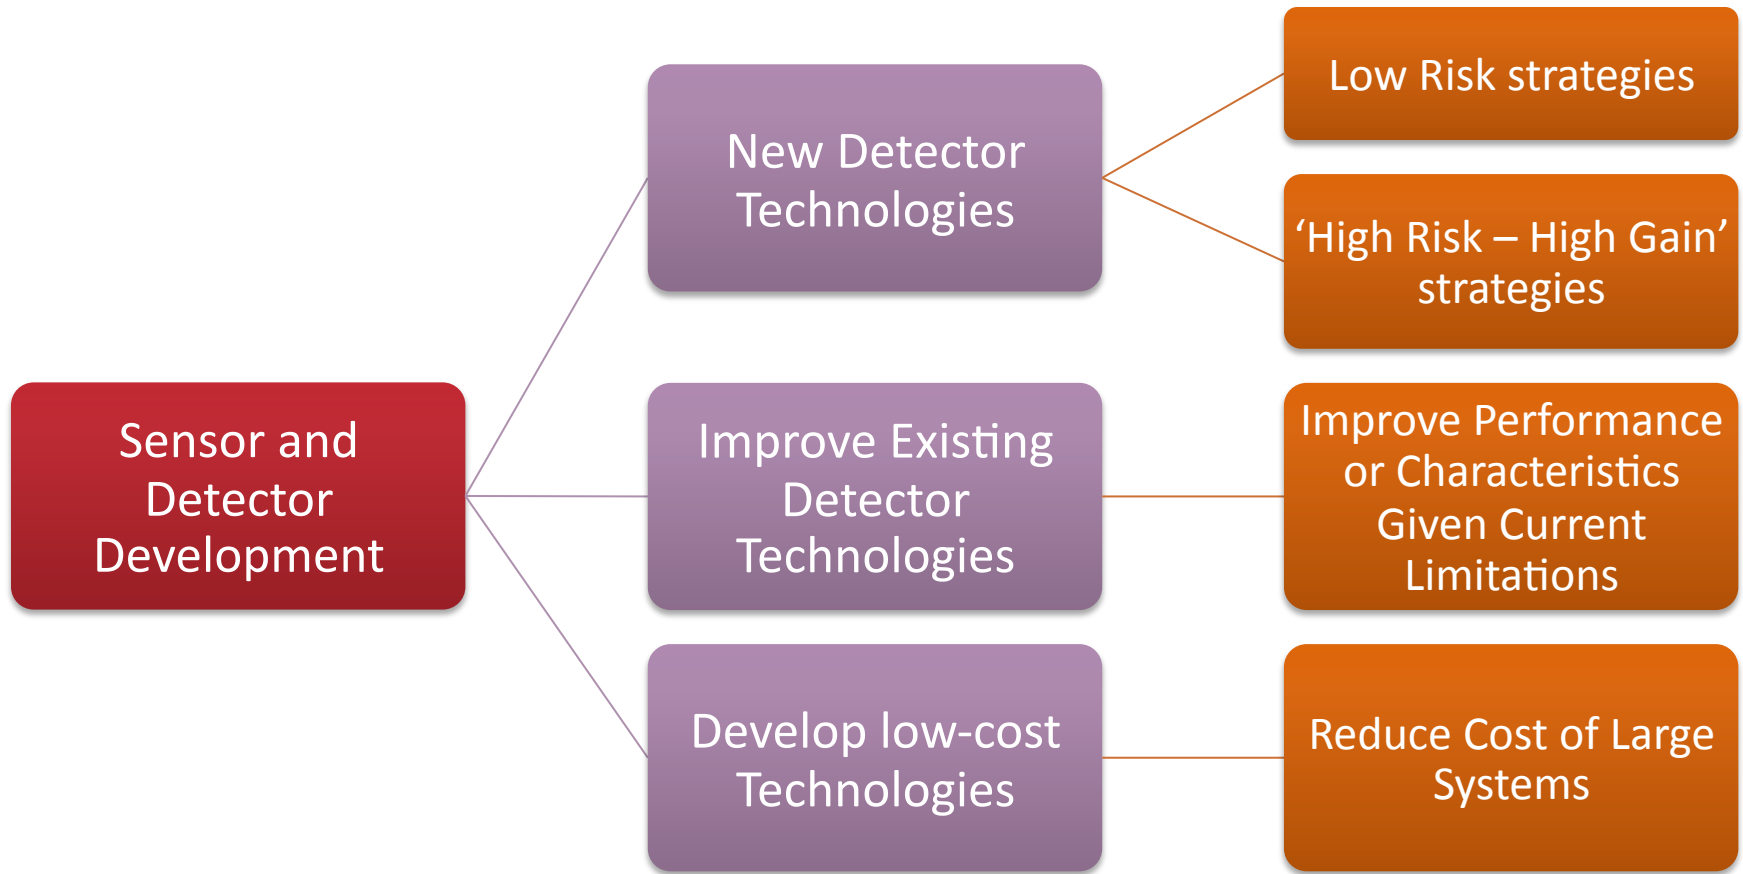 Sensor and
Detector
Development
New Detector
Technologies
Low Risk strategies
‘High Risk – High Gain’
strategies
Improve Existing
Detector
Technologies
Improve Performance
or Characteristics
Given Current
Limitations
Develop low-cost
Technologies
Reduce Cost of Large
Systems